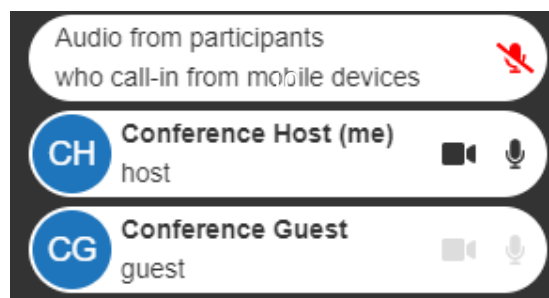 Audio from participants
who call-in from mobile devices
CH
Conference Host (me)
host
CG
Conference Guest
guest